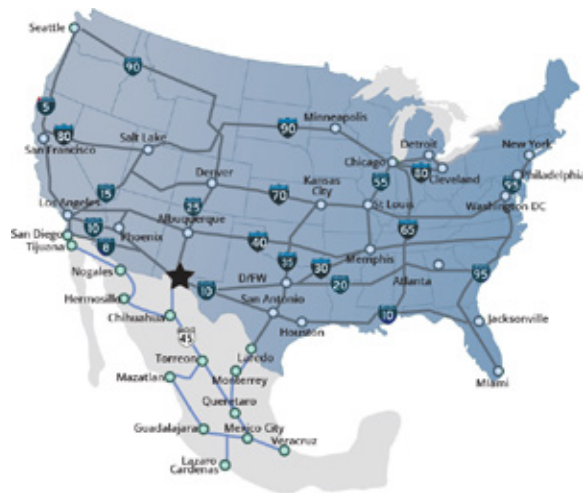 Seattle
90
5
Minneapolis
90
80
Salt Lake
San Francisco
Detroit
New York
Chicago
80
Cleveland
Philadelphia
55
95
Denver
Kansas
City
15
70
St Louis
Washington DC
Los Angeles
25
65
10
Albuquerque
40
San Diego
Phoenix
Memphis
Tijuana
8
35
30
Atlanta
Nogales
D/FW
20
95
10
Hermosillo
San Antonio
Chihuahua
10
Jacksonville
Houston
45
Laredo
Torreon
Miami
Mazatlan
Monterrey
Queretaro
Guadalajara
Mexico City
Veracruz
Lazaro
Cardenas